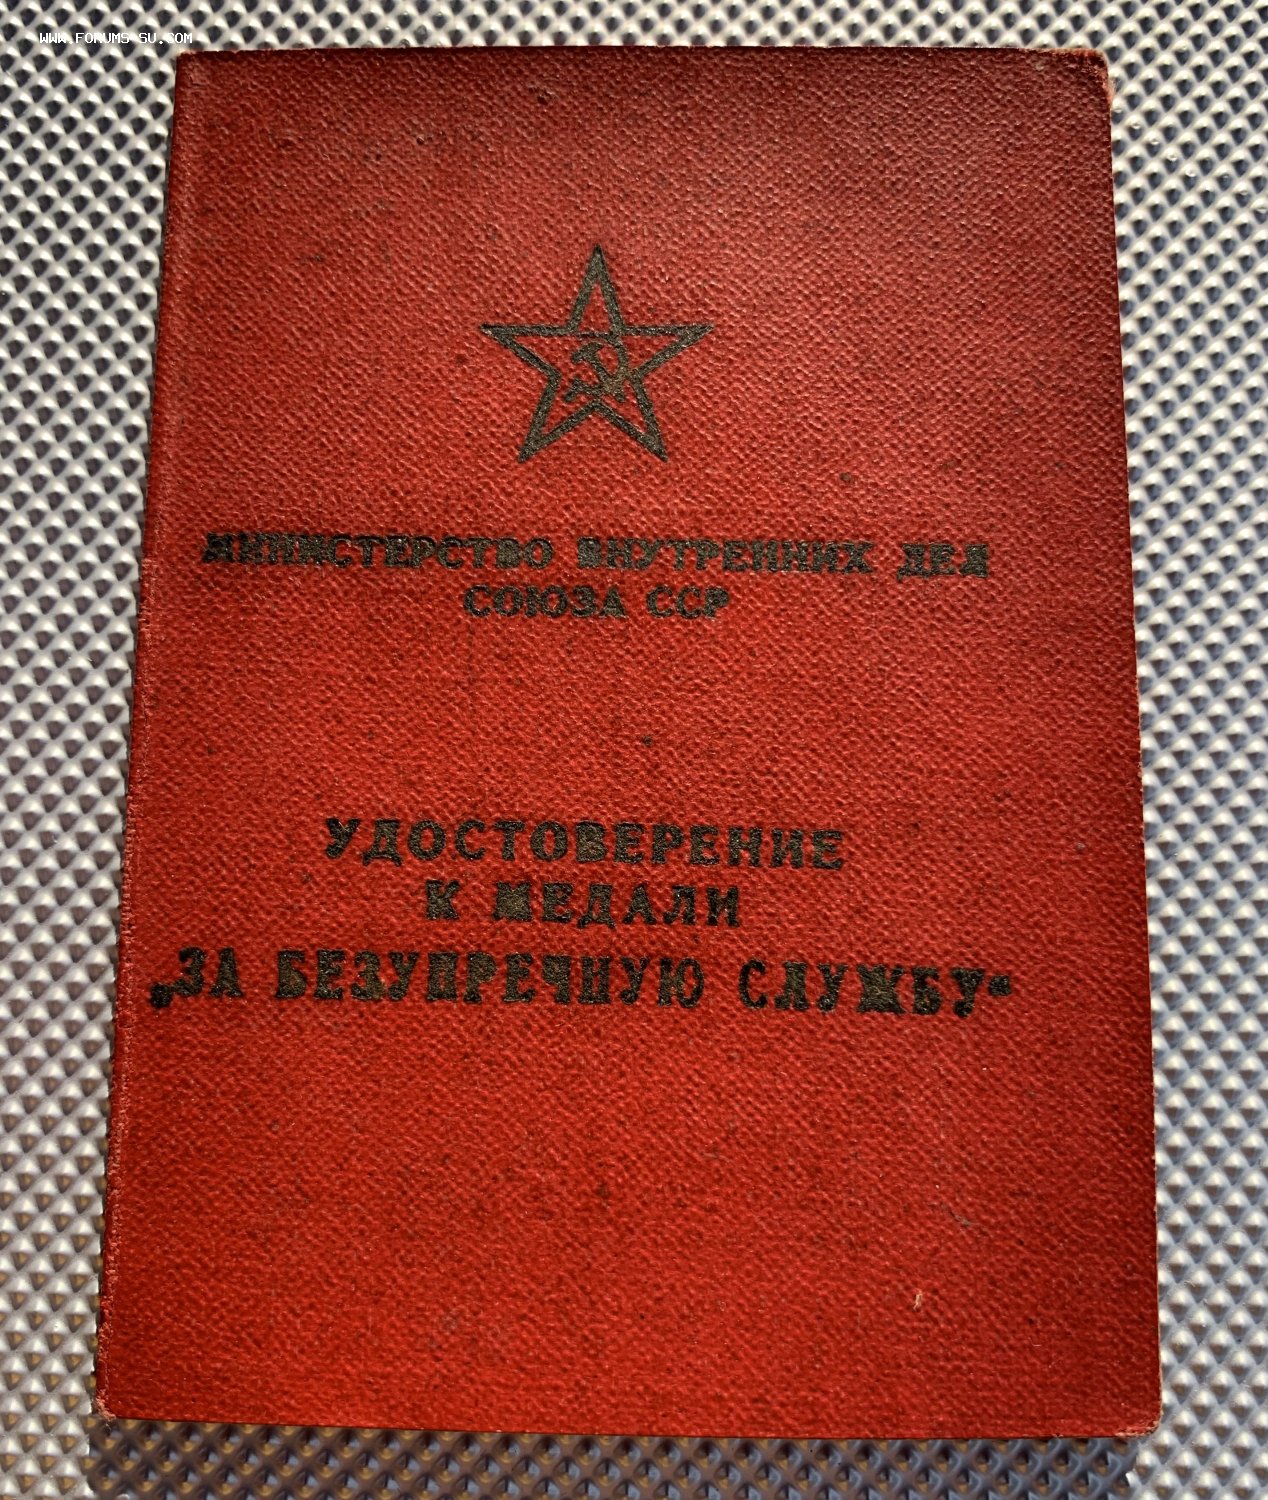 WWW.FORUMS-SU.COM
МИНИСТЕРСТВО ВНУТРЕННИХ ДЕЛ
СОЮЗА ССР
УДОСТОВЕРЕНИЕ
К МЕДАЛИ
„ЗА БЕЗУПРЕЧНУЮ СЛУЖБУ“